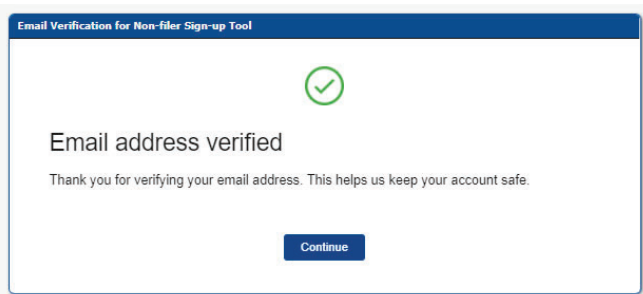 Email Verification for Non-filer Sign-up Tool
Email address verified
Thank you for verifying your email address. This helps us keep your account safe.
Continue